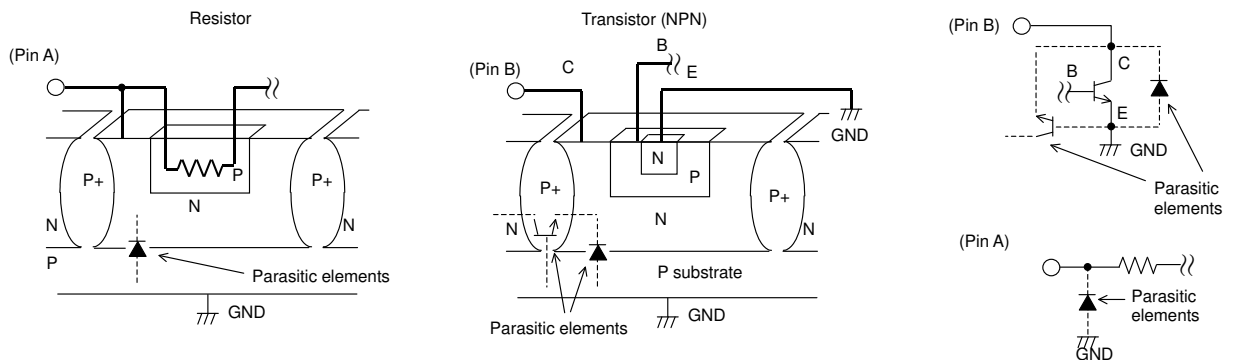 Resistor
(Pin A)
P+
P
P+
N
N
N
P
Parasitic elements
GND
Transistor (NPN)
(Pin B)
C
B
E
GND
N
P
P+
P+
N
N
N
P substrate
Parasitic elements
GND
(Pin B)
C
B
E
GND
Parasitic
elements
(Pin A)
Parasitic
elements
GND